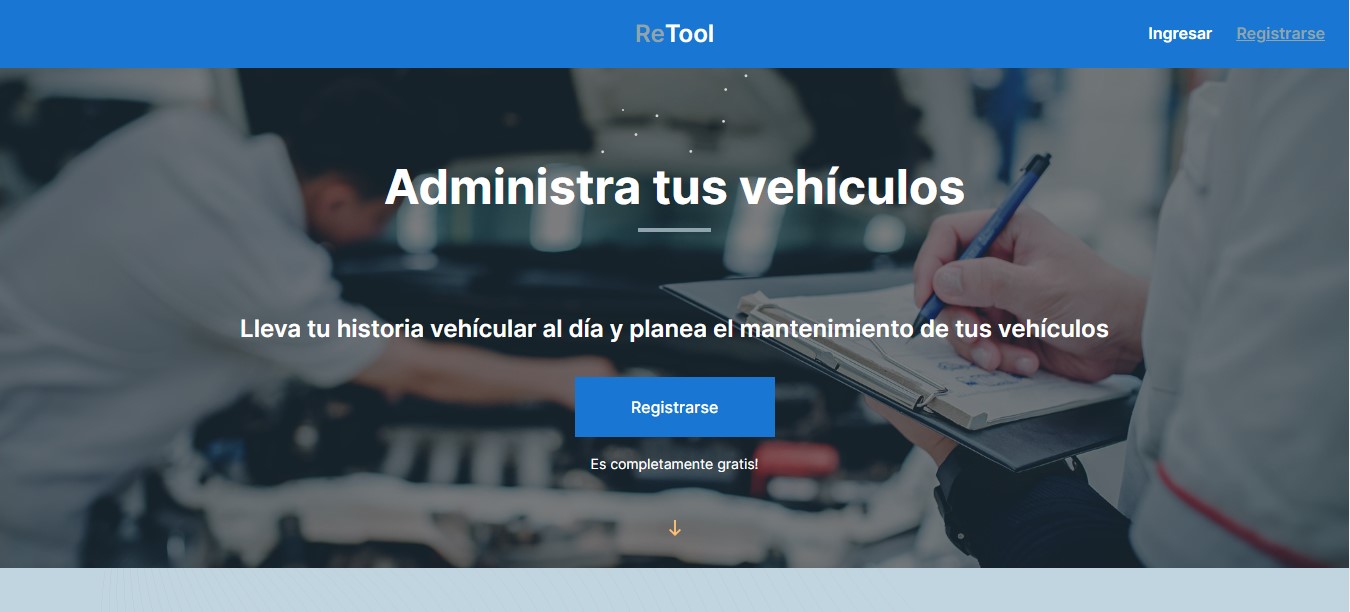 ReTool
Ingresar
Registrarse
Administra tus vehículos
Lleva tu historia vehícular al día y planea el mantenimiento de tus vehículos
Registrarse
Es completamente gratis!